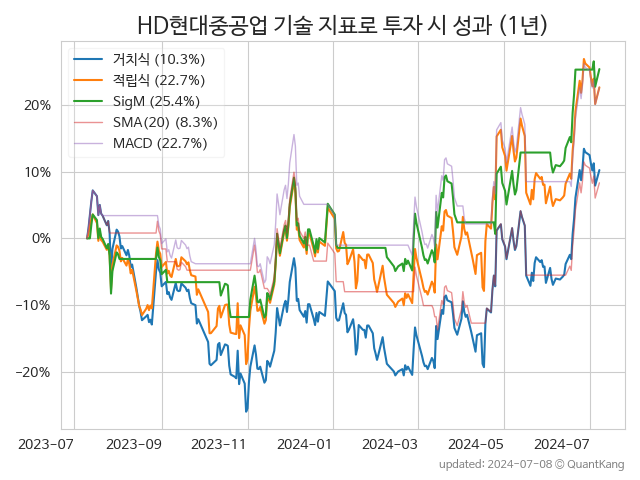 HD현대중공업 기술 지표로 투자 시 성과 (1년)
거치식 (10.3%)
적립식 (22.7%)
SigM (25.4%)
SMA(20) (8.3%)
MACD (22.7%)
20%
10%
0%
−10%
−20%
2023-07 2023-09 2023-11 2024-01 2024-03 2024-05 2024-07
updated: 2024-07-08 ⓒ QuantKang